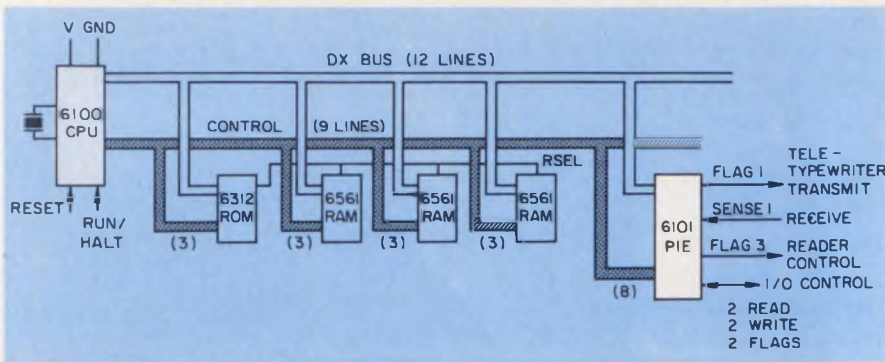 V GND
DX BUS (12 LINES)
6100
CPU
CONTROL (9 LINES)
RSEL
6312
ROM
6561
RAM
6561
RAM
6561
RAM
6101
PIE
RESET
RUN/
HALT
(3)
(3)
(3)
(3)
(8)
FLAG 1
TELE-
TYPEWRITER
TRANSMIT
SENSE 1
RECEIVE
FLAG 3
READER
CONTROL
I/O CONTROL
2 READ
2 WRITE
2 FLAGS